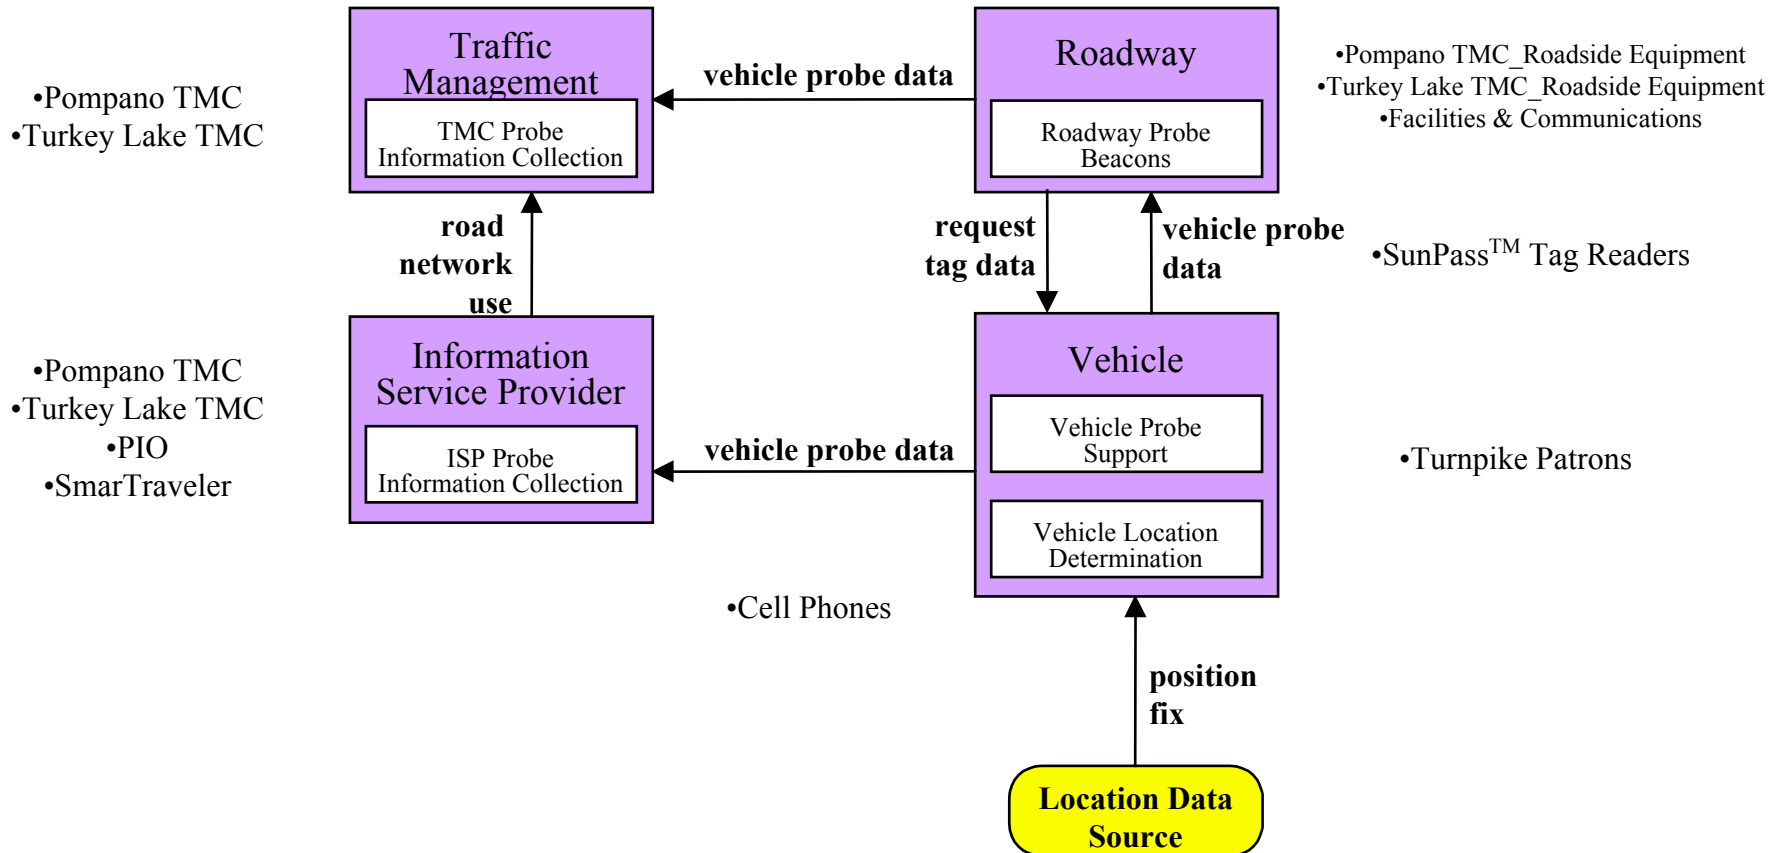 •Pompano TMC
•Turkey Lake TMC
Traffic
Management
TMC Probe
Information Collection
vehicle probe data
Roadway
Roadway Probe
Beacons
•Pompano TMC_Roadside Equipment
•Turkey Lake TMC_Roadside Equipment
•Facilities & Communications
road
network
use
request
tag data
vehicle probe
data
•SunPass™ Tag Readers
•Pompano TMC
•Turkey Lake TMC
•PIO
•SmarTraveler
Information
Service Provider
ISP Probe
Information Collection
vehicle probe data
Vehicle
Vehicle Probe
Support
Vehicle Location
Determination
•Turnpike Patrons
•Cell Phones
position
fix
Location Data
Source